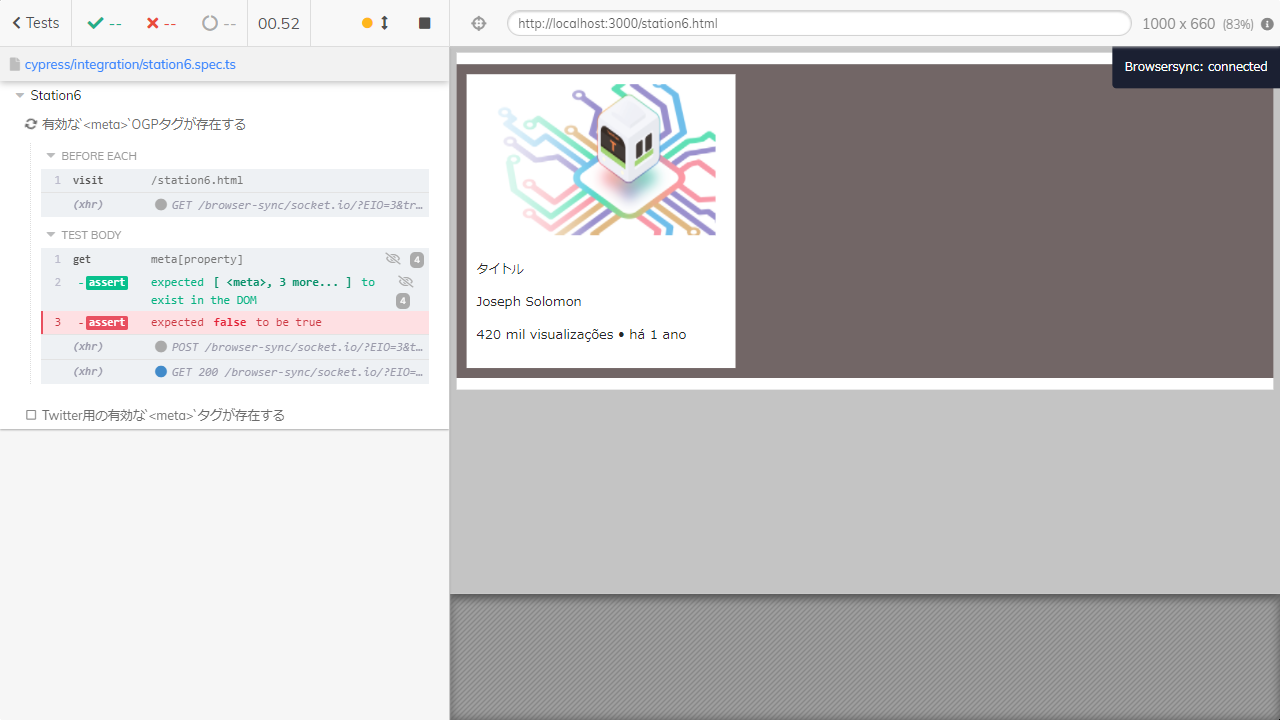 Tests
--
--
--
00.52
http://localhost:3000/station6.html
1000 x 660 (83%)
cypress/integration/station6.spec.ts
Browsersync: connected
Station6
有効な`<meta>`OGPタグが存在する
BEFORE EACH
1 visit /station6.html
(xhr) GET /browser-sync/socket.io/?EIO=3&tr…
TEST BODY
1 get meta[property] 4
2 -assert expected [ <meta>, 3 more... ] to
exist in the DOM 4
3 -assert expected false to be true
(xhr) POST /browser-sync/socket.io/?EIO=3&t…
(xhr) GET 200 /browser-sync/socket.io/?EIO=…
Twitter用の有効な`<meta>`タグが存在する
T
タイトル
Joseph Solomon
420 mil visualizações • há 1 ano